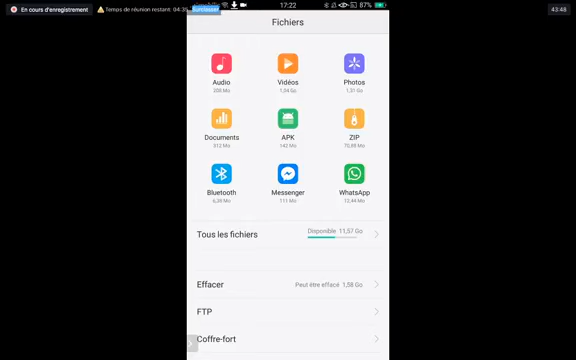 En cours d'enregistrement
Temps de réunion restant: 04:35
43:48
17:22
87%
Fichiers
Audio
Vidéos
Photos
208 Mo
1,04 Go
1,31 Go
Documents
APK
ZIP
312 Mo
142 Mo
70,88 Mo
Bluetooth
Messenger
WhatsApp
6,26 Mo
111 Mo
12,44 Mo
Tous les fichiers
Disponible 11,57 Go
Effacer
Peut être effacé 1,58 Go
FTP
Coffre-fort